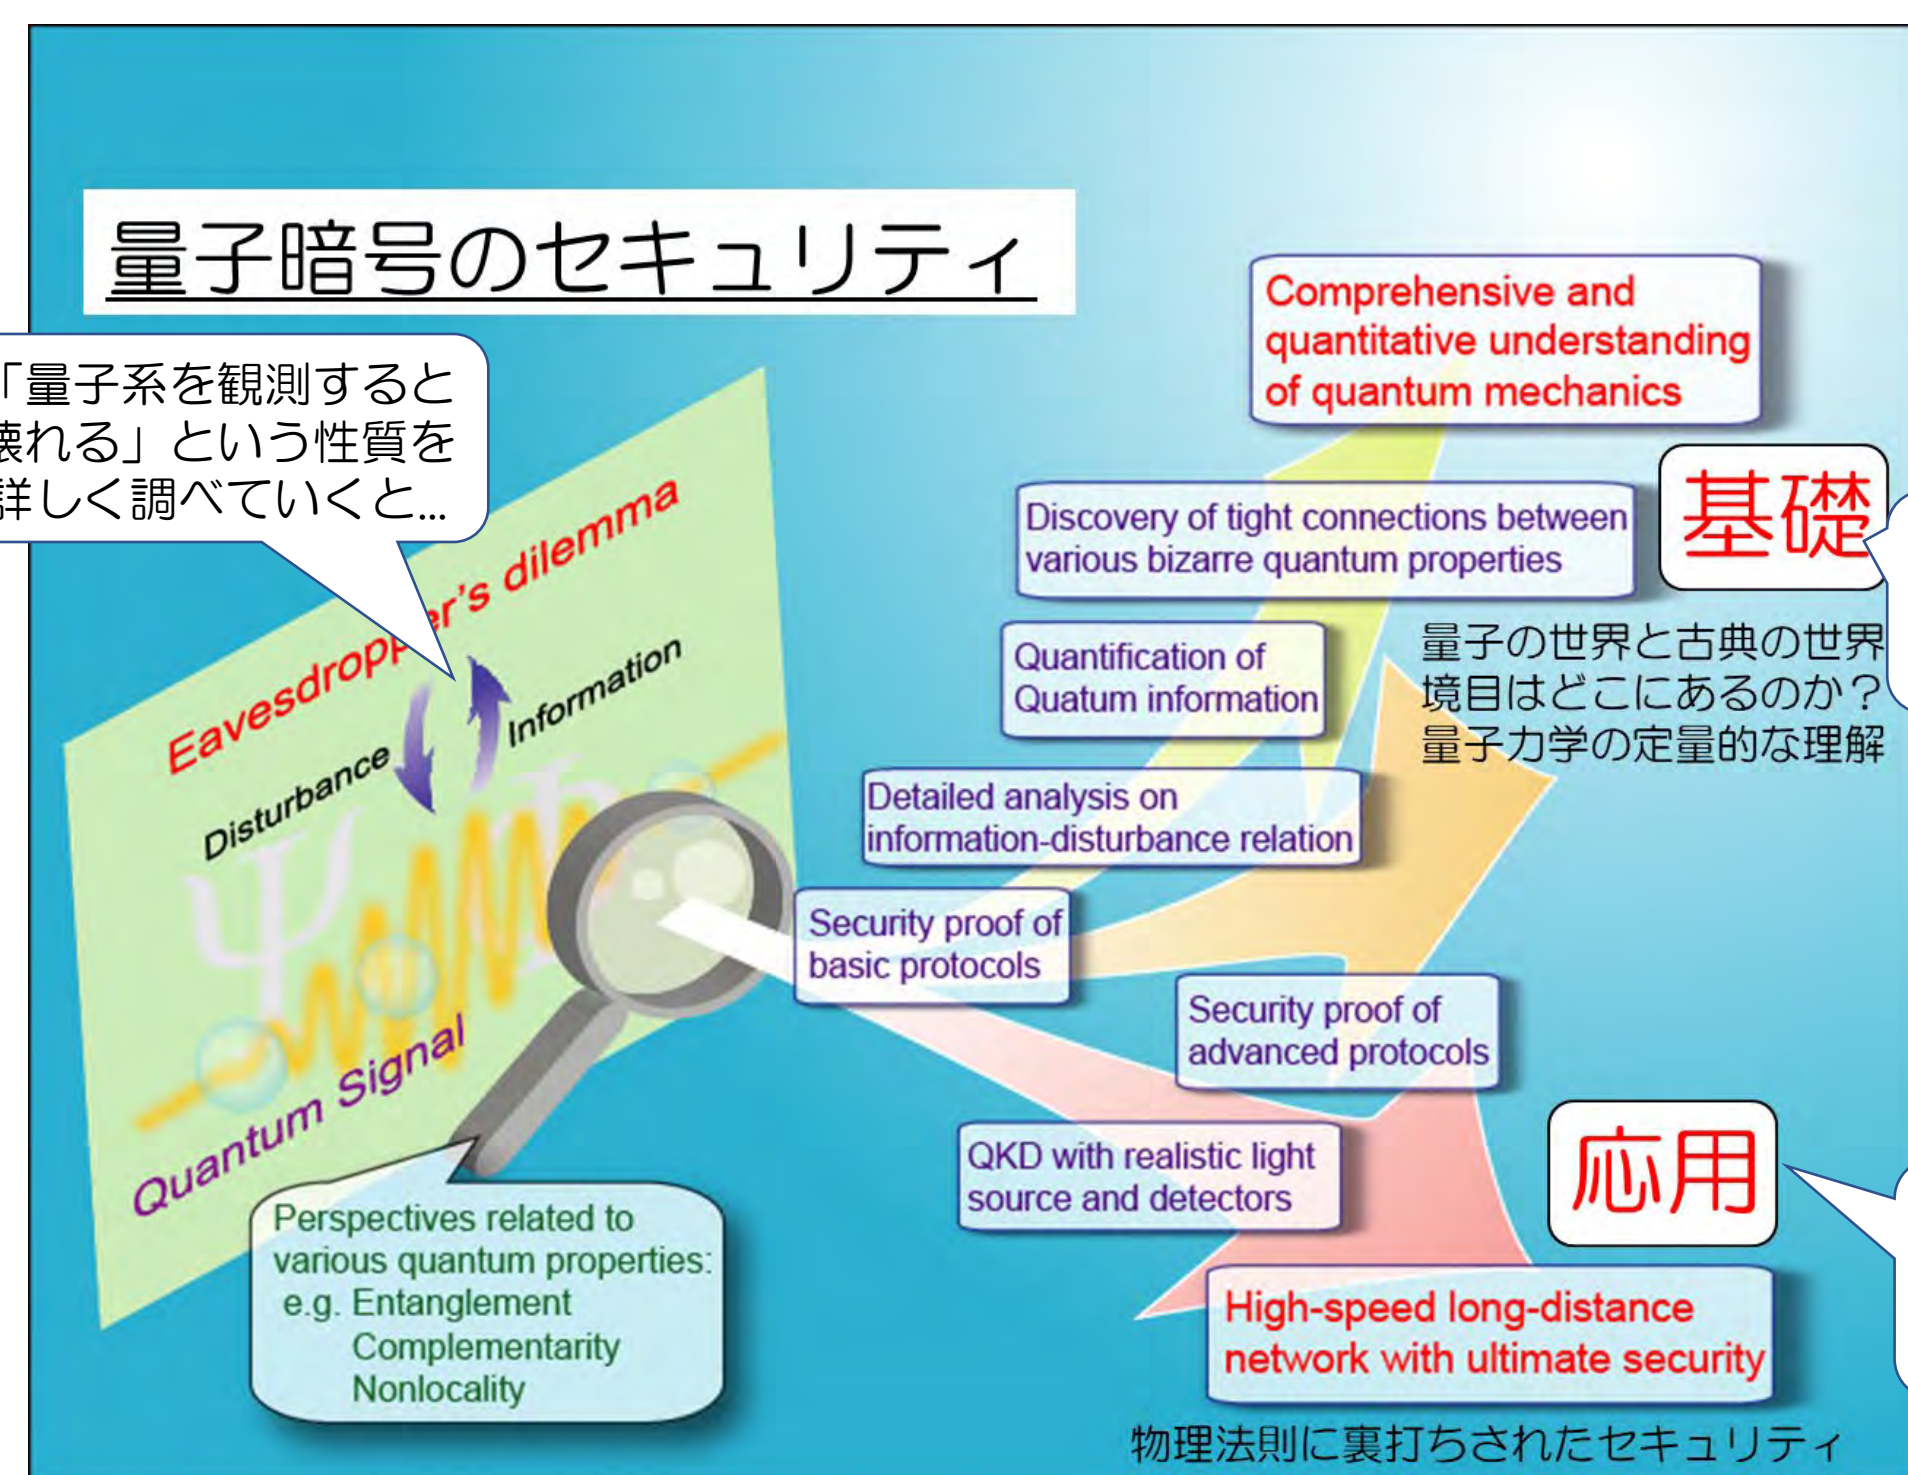 量子暗号のセキュリティ
「量子系を観測すると
壊れる」という性質を
詳しく調べていくと...
Eavesdropper's dilemma
Disturbance
Information
Ψ
Φ
Quantum Signal
Perspectives related to
various quantum properties:
e.g. Entanglement
Complementarity
Nonlocality
Comprehensive and
quantitative understanding
of quantum mechanics
Discovery of tight connections between
various bizarre quantum properties
基礎
Quantification of
Quatum information
量子の世界と古典の世界
境目はどこにあるのか?
量子力学の定量的な理解
Detailed analysis on
information-disturbance relation
Security proof of
basic protocols
Security proof of
advanced protocols
QKD with realistic light
source and detectors
応用
High-speed long-distance
network with ultimate security
物理法則に裏打ちされたセキュリティ